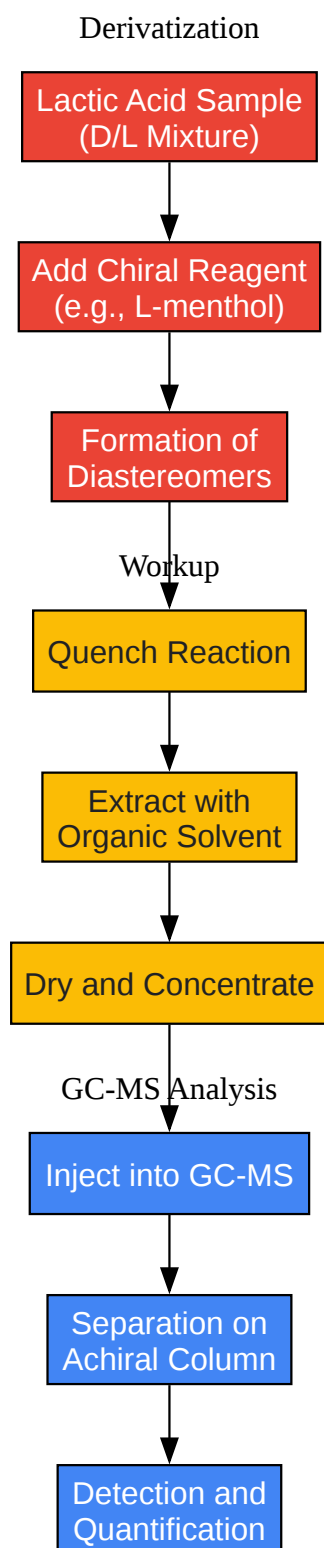 Derivatization
Lactic Acid Sample
(D/L Mixture)
Add Chiral Reagent
(e.g., L-menthol)
Formation of
Diastereomers
Workup
Quench Reaction
Extract with
Organic Solvent
Dry and Concentrate
GC-MS Analysis
Inject into GC-MS
Separation on
Achiral Column
Detection and
Quantification